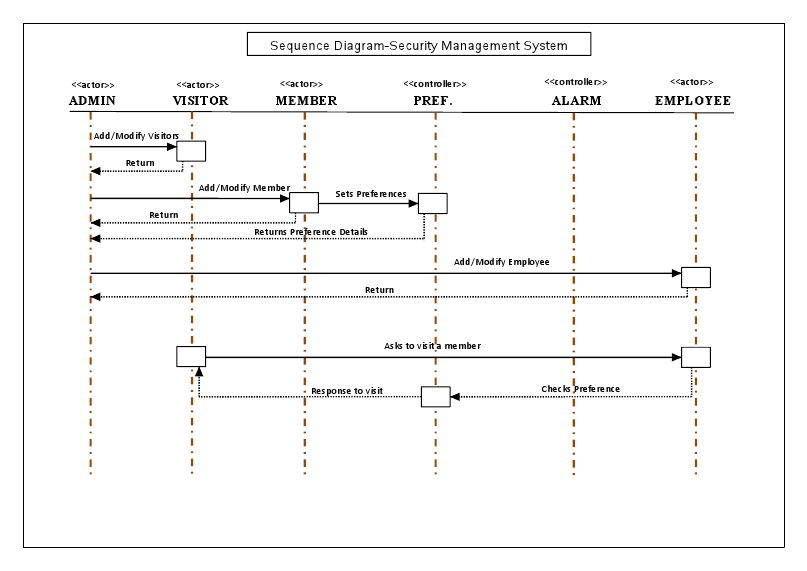 Sequence Diagram-Security Management System
<<actor>> <<actor>> <<actor>> <<controller>> <<controller>> <<actor>>
ADMIN VISITOR MEMBER PREF. ALARM EMPLOYEE
Add/Modify Visitors
Return
Add/Modify Member
Sets Preferences
Return
Returns Preference Details
Add/Modify Employee
Return
Asks to visit a member
Response to visit
Checks Preference